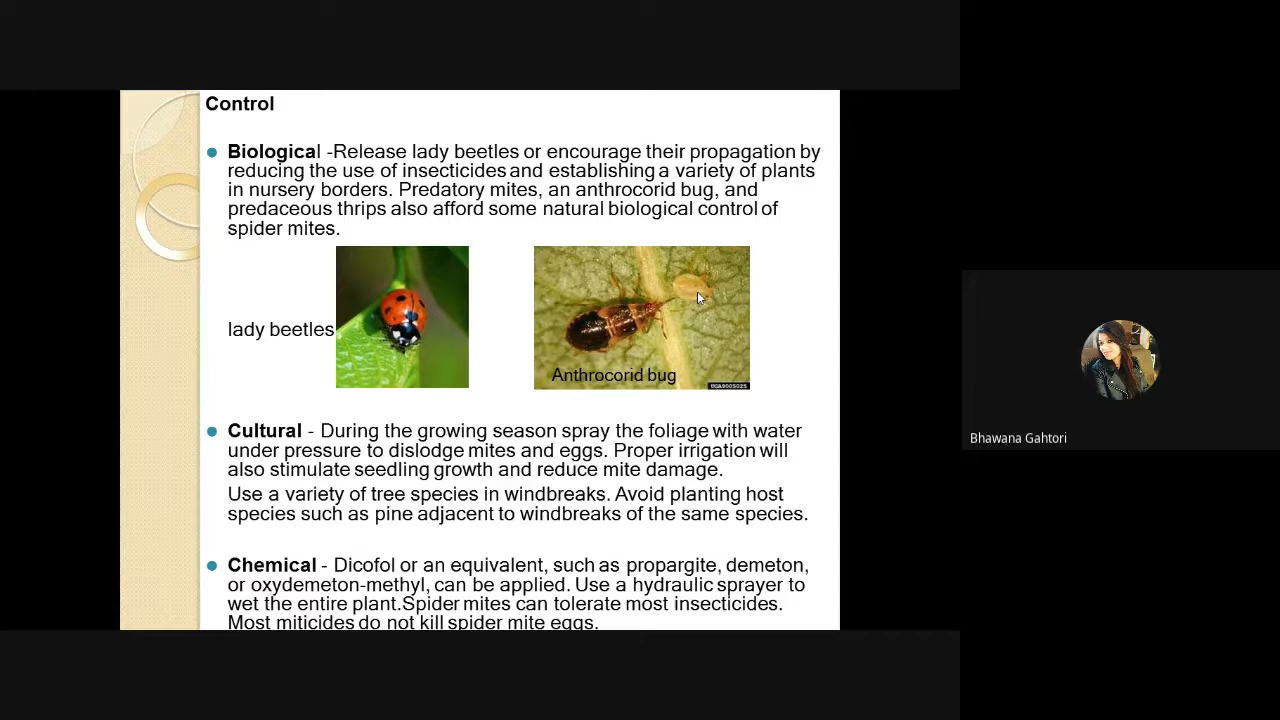 Control
Biological -Release lady beetles or encourage their propagation by
reducing the use of insecticides and establishing a variety of plants
in nursery borders. Predatory mites, an anthrocorid bug, and
predaceous thrips also afford some natural biological control of
spider mites.
lady beetles
Anthrocorid bug
UGA9005025
Cultural - During the growing season spray the foliage with water
under pressure to dislodge mites and eggs. Proper irrigation will
also stimulate seedling growth and reduce mite damage.
Use a variety of tree species in windbreaks. Avoid planting host
species such as pine adjacent to windbreaks of the same species.
Chemical - Dicofol or an equivalent, such as propargite, demeton,
or oxydemeton-methyl, can be applied. Use a hydraulic sprayer to
wet the entire plant.Spider mites can tolerate most insecticides.
Most miticides do not kill spider mite eggs.
Bhawana Gahtori